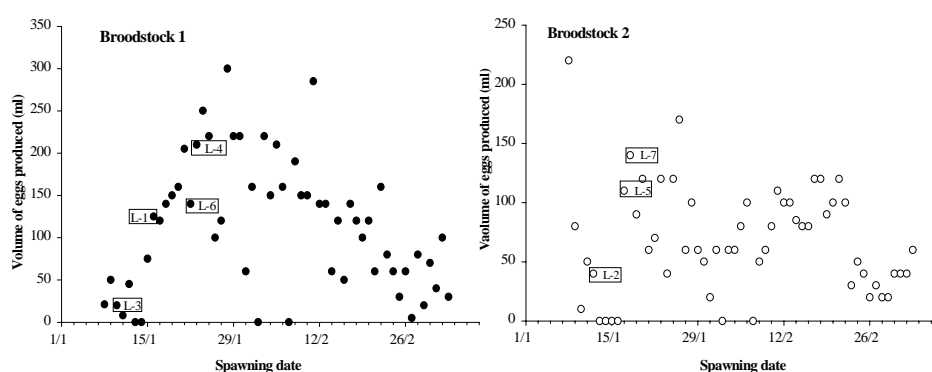 Broodstock 1
Volume of eggs produced (ml)
350
300
250
200
150
100
50
0
L-4
L-6
L-1
L-3
1/1 15/1 29/1 12/2 26/2
Spawning date
Broodstock 2
Vaolume of eggs produced (ml)
250
200
150
100
50
0
L-7
L-5
L-2
1/1 15/1 29/1 12/2 26/2
Spawning date